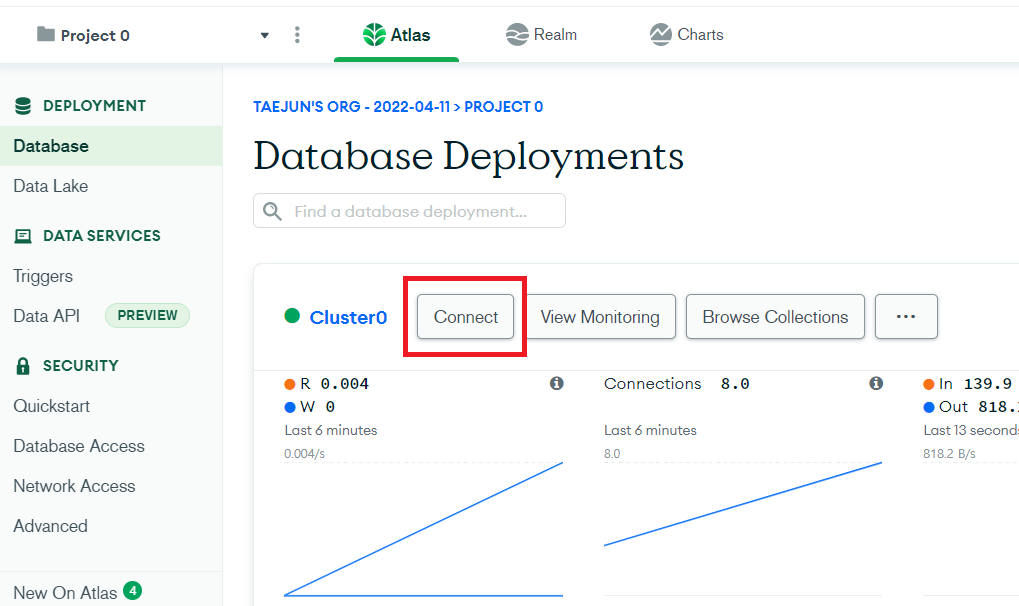 Project 0
Atlas
Realm
Charts
DEPLOYMENT
Database
Data Lake
DATA SERVICES
Triggers
Data API PREVIEW
SECURITY
Quickstart
Database Access
Network Access
Advanced
New On Atlas 4
TAEJUN'S ORG - 2022-04-11 > PROJECT 0
Database Deployments
Find a database deployment...
Cluster0
Connect
View Monitoring
Browse Collections
...
R 0.004
W 0
Last 6 minutes
0.004/s
Connections 8.0
Last 6 minutes
8.0
In 139.9
Out 818.
Last 13 second
818.2 B/s